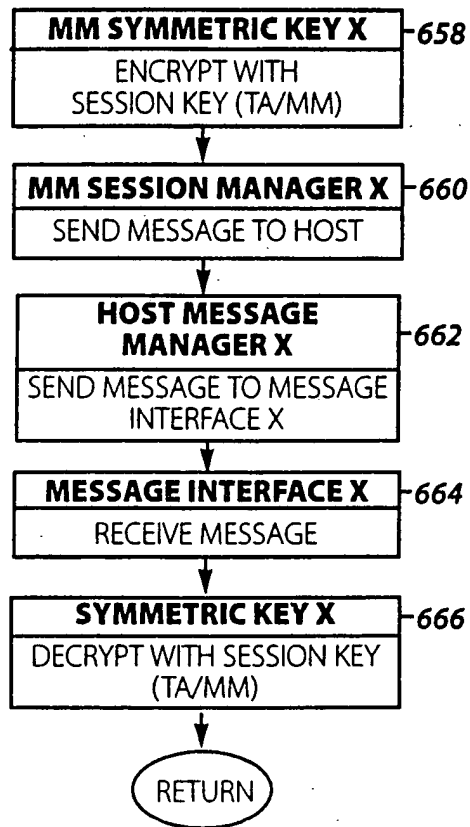 MM SYMMETRIC KEY X
658
ENCRYPT WITH
SESSION KEY (TA/MM)
MM SESSION MANAGER X
660
SEND MESSAGE TO HOST
HOST MESSAGE
MANAGER X
662
SEND MESSAGE TO MESSAGE
INTERFACE X
MESSAGE INTERFACE X
664
RECEIVE MESSAGE
SYMMETRIC KEY X
666
DECRYPT WITH SESSION KEY
(TA/MM)
RETURN